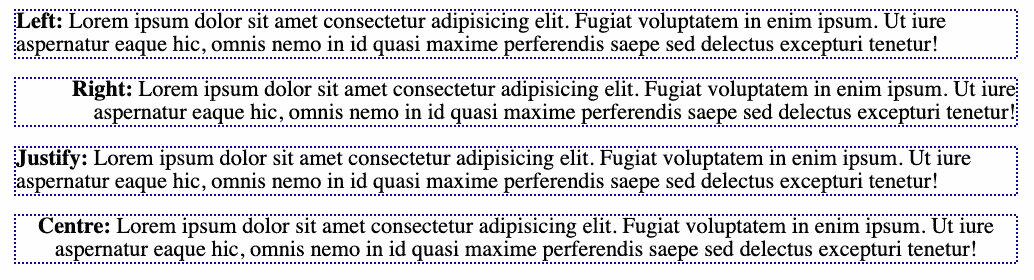 Left: Lorem ipsum dolor sit amet consectetur adipisicing elit. Fugiat voluptatem in enim ipsum. Ut iure
aspernatur eaque hic, omnis nemo in id quasi maxime perferendis saepe sed delectus excepturi tenetur!
Right: Lorem ipsum dolor sit amet consectetur adipisicing elit. Fugiat voluptatem in enim ipsum. Ut iure
aspernatur eaque hic, omnis nemo in id quasi maxime perferendis saepe sed delectus excepturi tenetur!
Justify: Lorem ipsum dolor sit amet consectetur adipisicing elit. Fugiat voluptatem in enim ipsum. Ut iure
aspernatur eaque hic, omnis nemo in id quasi maxime perferendis saepe sed delectus excepturi tenetur!
Centre: Lorem ipsum dolor sit amet consectetur adipisicing elit. Fugiat voluptatem in enim ipsum. Ut iure
aspernatur eaque hic, omnis nemo in id quasi maxime perferendis saepe sed delectus excepturi tenetur!